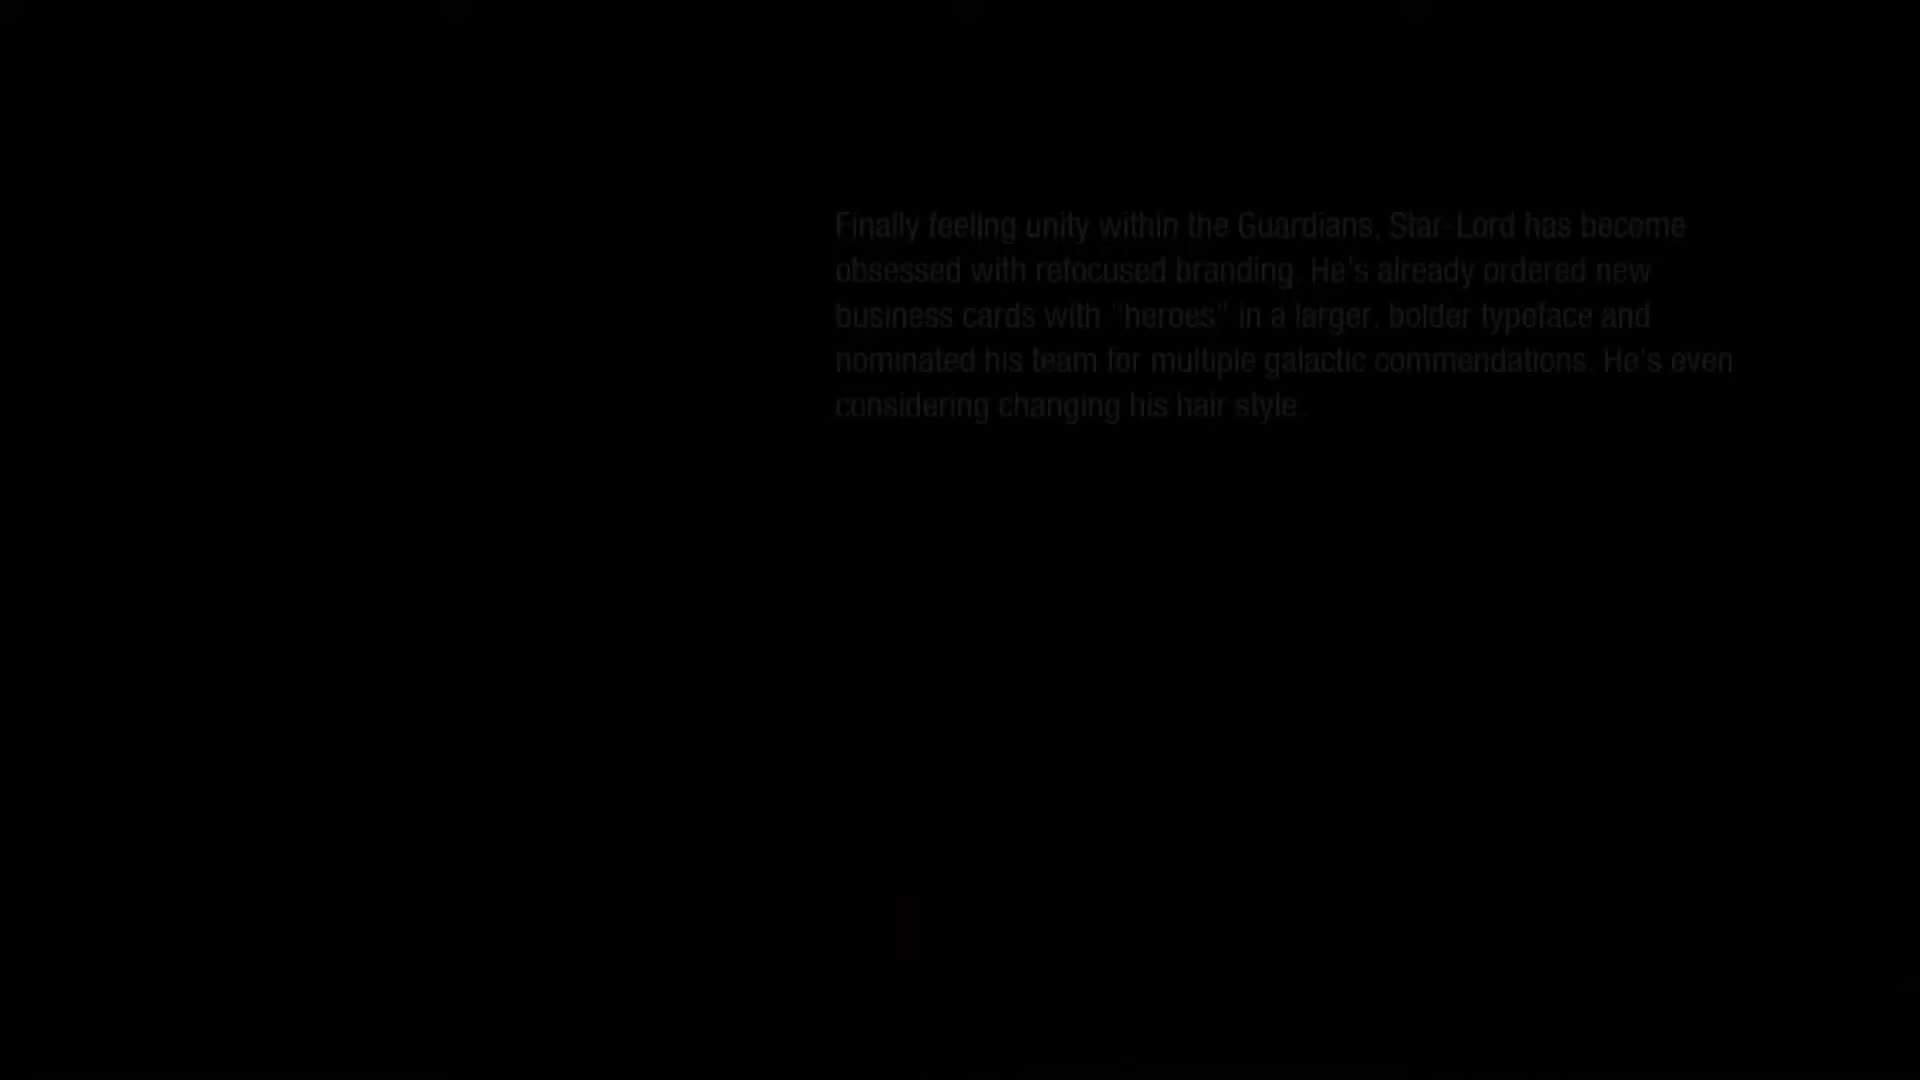 Finally feeling unity within the Guardians, Star-Lord has become
obsessed with refocused branding. He's already ordered new
business cards with "heroes" in a larger, bolder typeface and
nominated his team for multiple galactic commendations. He's even
considering changing his hair style.